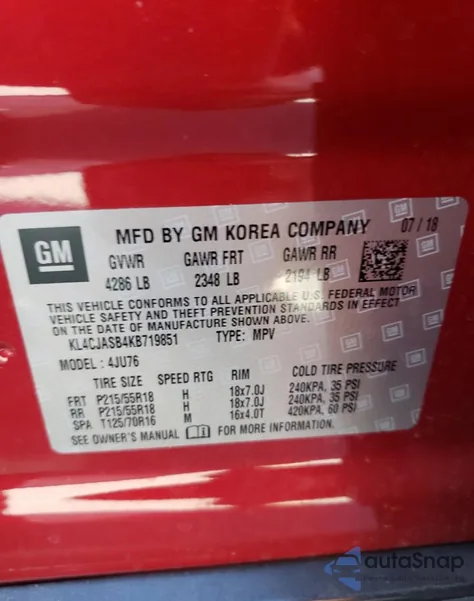 GM
MFD BY GM KOREA COMPANY 07 / 19
GVWR GAWR FRT GAWR RR
4286 LB 2348 LB 2194 LB
THIS VEHICLE CONFORMS TO ALL APPLICABLE U.S. FEDERAL MOTOR
VEHICLE SAFETY AND THEFT PREVENTION STANDARDS IN EFFECT
ON THE DATE OF MANUFACTURE SHOWN ABOVE.
KL4CJASB4KB719851 TYPE: MPV
MODEL: 4JU76
TIRE SIZE SPEED RTG RIM COLD TIRE PRESSURE
FRT P215/55R18 H 18x7.0J 240KPA, 35 PSI
RR P215/55R18 H 18x7.0J 240KPA, 35 PSI
SPA T125/70R16 M 16x4.0T 420KPA, 60 PSI
SEE OWNER'S MANUAL FOR MORE INFORMATION.
autaSnap